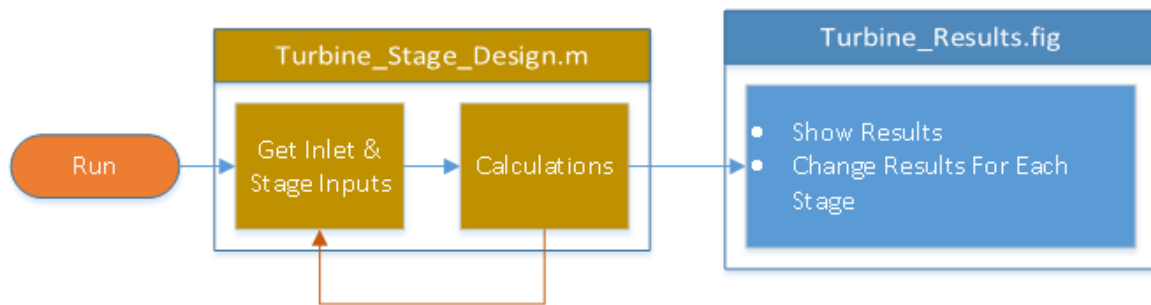 Turbine_Results.fig
Turbine_Stage_Design.m
Run
Get Inlet &
Stage Inputs
Calculations
• Show Results
• Change Results For Each
Stage